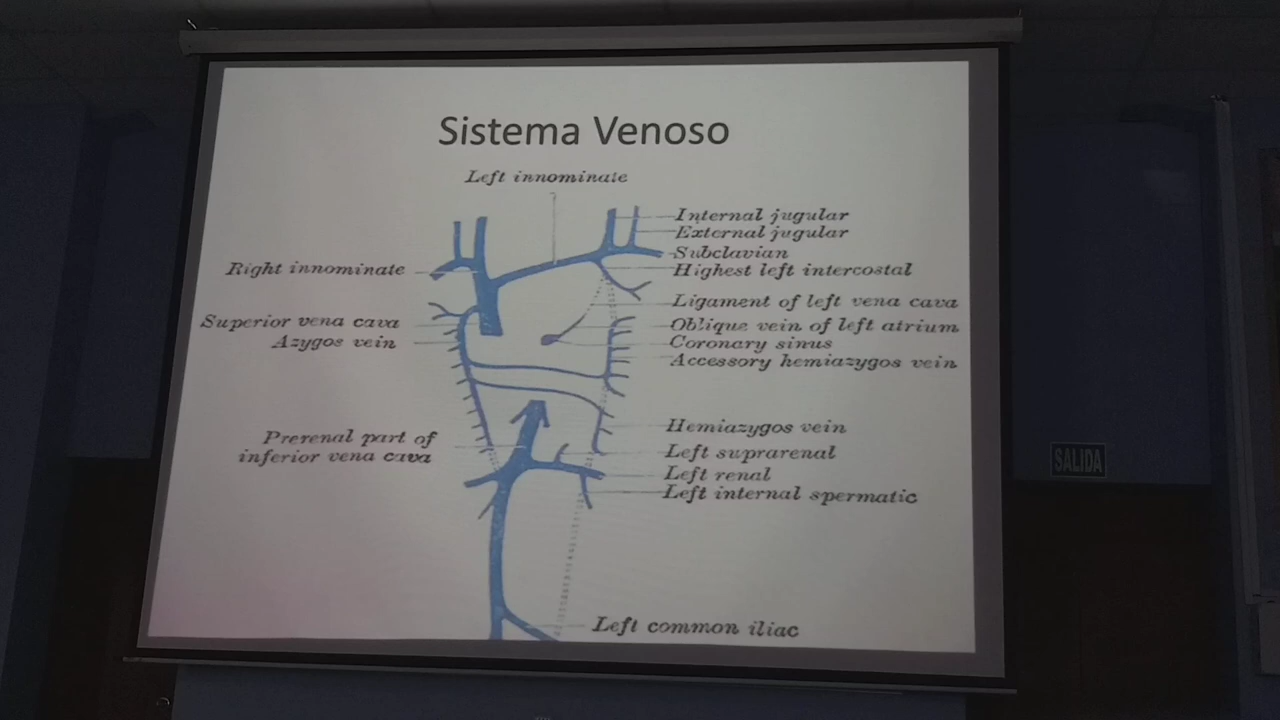 Sistema Venoso
Left innominate
Internal jugular
External jugular
Subclavian
Right innominate
Highest left intercostal
Ligament of left vena cava
Superior vena cava
Oblique vein of left atrium
Azygos vein
Coronary sinus
Accessory hemiazygos vein
Hemiazygos vein
Prerenal part of
inferior vena cava
Left suprarenal
Left renal
Left internal spermatic
Left common iliac
SALIDA